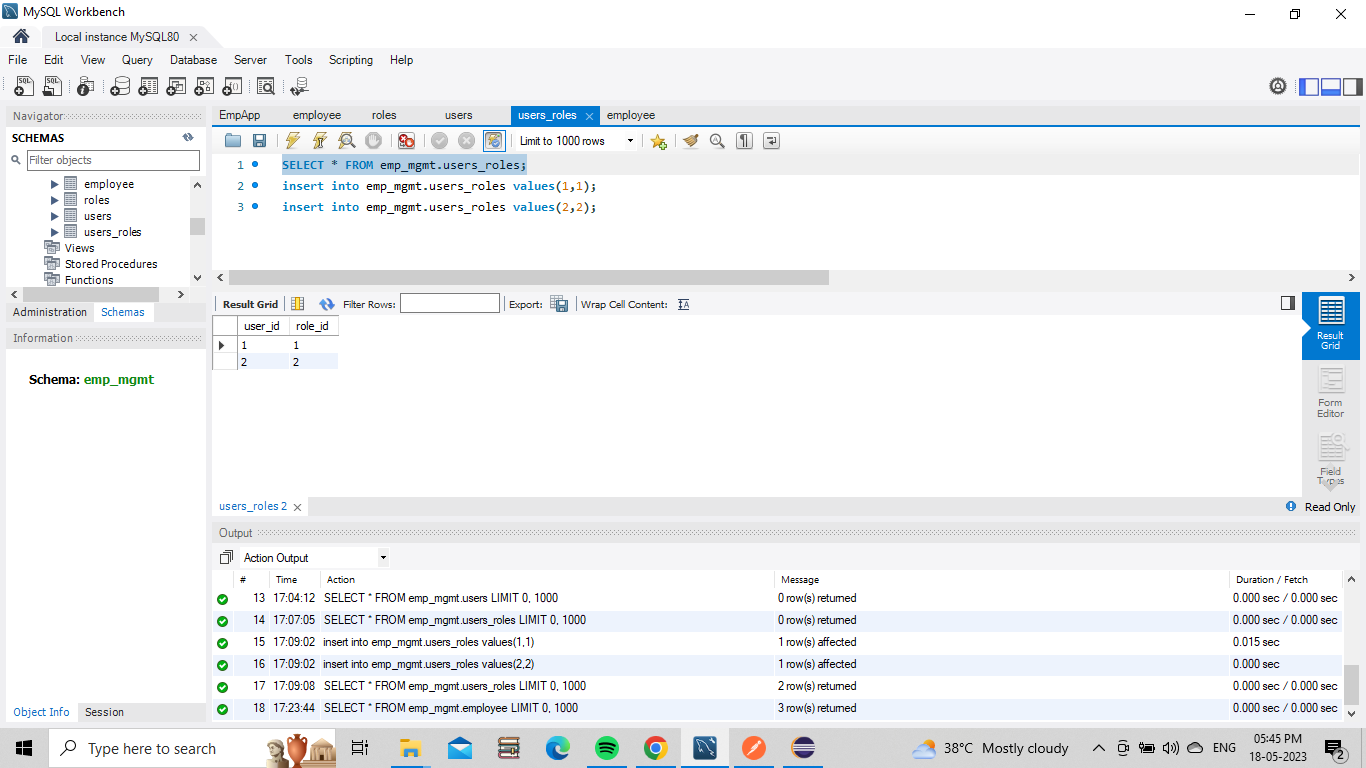 MySQL Workbench
Local instance MySQL80
File Edit View Query Database Server Tools Scripting Help
Navigator
SCHEMAS
Filter objects
employee
roles
users
users_roles
Views
Stored Procedures
Functions
Administration Schemas
Information
Schema: emp_mgmt
Object Info Session
EmpApp employee roles users users_roles employee
Limit to 1000 rows
1 SELECT * FROM emp_mgmt.users_roles;
2 insert into emp_mgmt.users_roles values(1,1);
3 insert into emp_mgmt.users_roles values(2,2);
Result Grid Filter Rows: Export: Wrap Cell Content:
user_id role_id
1 1
2 2
Result Grid
Form Editor
Field Types
users_roles 2
Read Only
Output
Action Output
# Time Action Message Duration / Fetch
13 17:04:12 SELECT * FROM emp_mgmt.users LIMIT 0, 1000 0 row(s) returned 0.000 sec / 0.000 sec
14 17:07:05 SELECT * FROM emp_mgmt.users_roles LIMIT 0, 1000 0 row(s) returned 0.000 sec / 0.000 sec
15 17:09:02 insert into emp_mgmt.users_roles values(1,1) 1 row(s) affected 0.015 sec
16 17:09:02 insert into emp_mgmt.users_roles values(2,2) 1 row(s) affected 0.000 sec
17 17:09:08 SELECT * FROM emp_mgmt.users_roles LIMIT 0, 1000 2 row(s) returned 0.000 sec / 0.000 sec
18 17:23:44 SELECT * FROM emp_mgmt.employee LIMIT 0, 1000 3 row(s) returned 0.000 sec / 0.000 sec
Type here to search
38°C Mostly cloudy
ENG
05:45 PM
18-05-2023
2